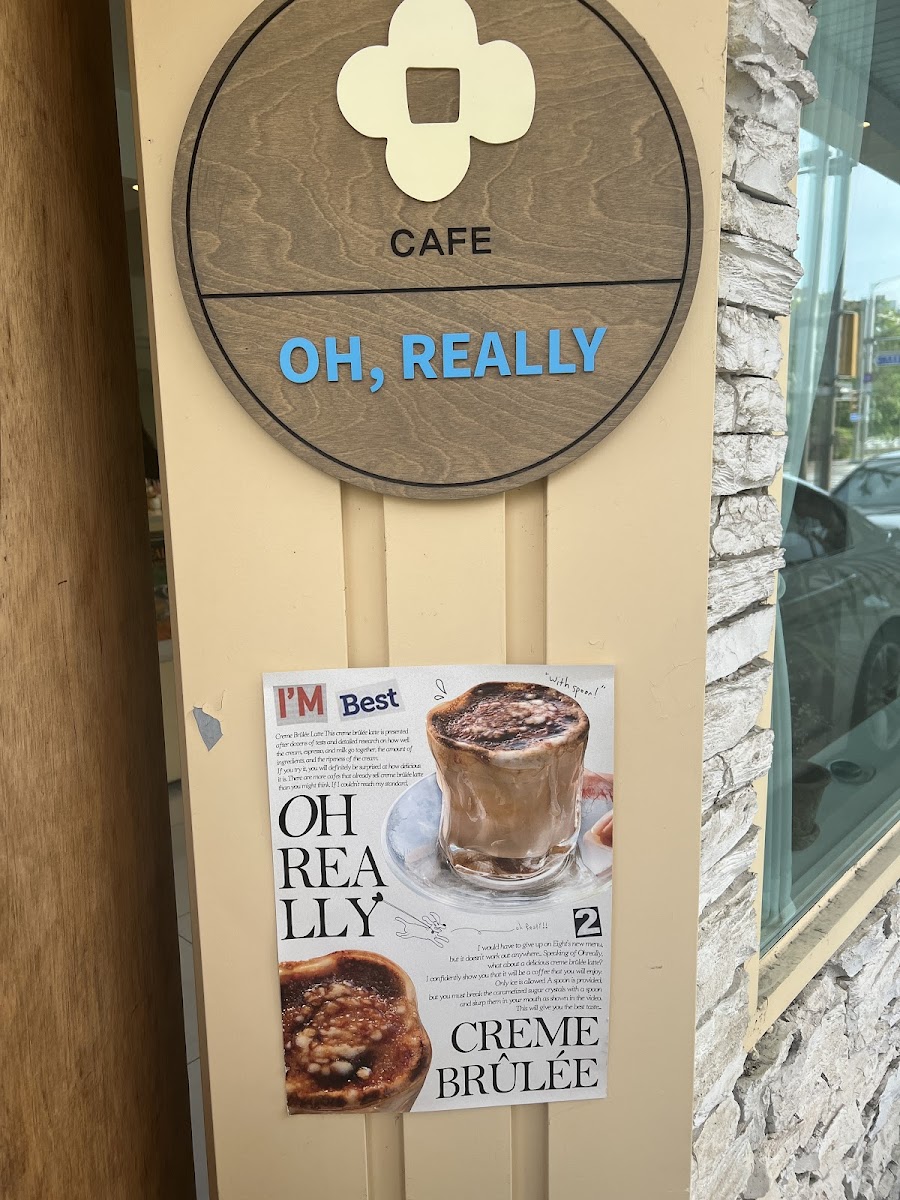 CAFE
OH, REALLY
I'M Best
"with spoon!"
Crème Brûlée Latte This creme brûlée latte is presented
after dozens of tests and detailed research on how well
the cream, espresso, and milk go together, the amount of
ingredients, and the ripeness of the cream.
If you try it, you will definitely be surprised at how delicious
it is. There are more cafes that already sell creme brûlée latte
than you might think. If I couldn't reach my standard,
OH
REA
LLY
oh Real?!!
2
I would have to give up on Eight's new menu,
but it doesn't work out anywhere... Speaking of Ohreally,
what about a delicious creme brûlée latte?
I confidently show you that it will be a coffee that you will enjoy.
Only ice is allowed. A spoon is provided,
but you must break the caramelized sugar crystals with a spoon
and slurp them in your mouth as shown in the video.
This will give you the best taste...
CREME
BRÛLÉE